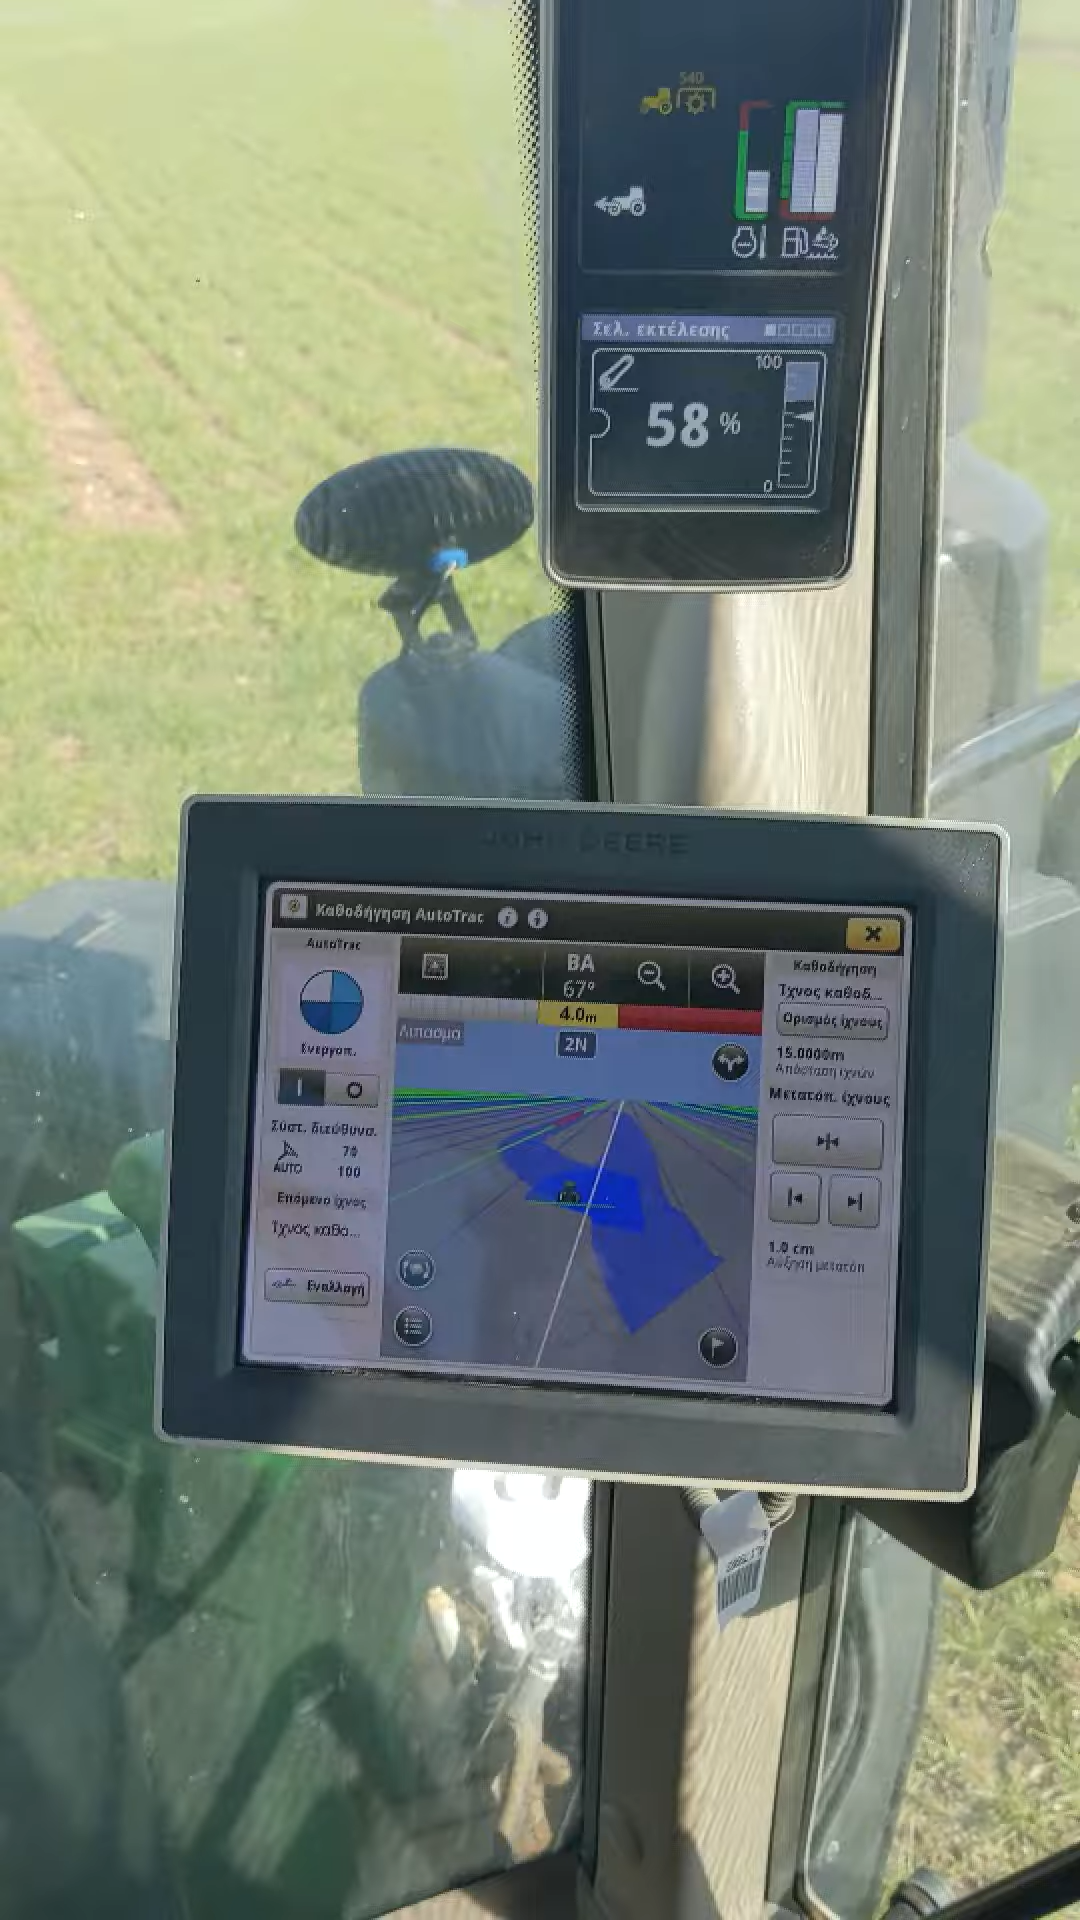 540
Σελ. εκτέλεσης
100
58 %
0
JOHN DEERE
Καθοδήγηση AutoTrac
AutoTrac
Ενεργοπ.
Σύστ. διεύθυνσ.
70
AUTO
100
Επόμενο ίχνος
Ίχνος καθο...
Εναλλαγή
BA
67°
4.0m
Λίπασμα
2N
Καθοδήγηση
Ίχνος καθοδ...
Ορισμός ίχνους
15.0000m
Απόσταση ιχνών
Μετατόπ. ίχνους
1.0 cm
Αύξηση μετατόπ